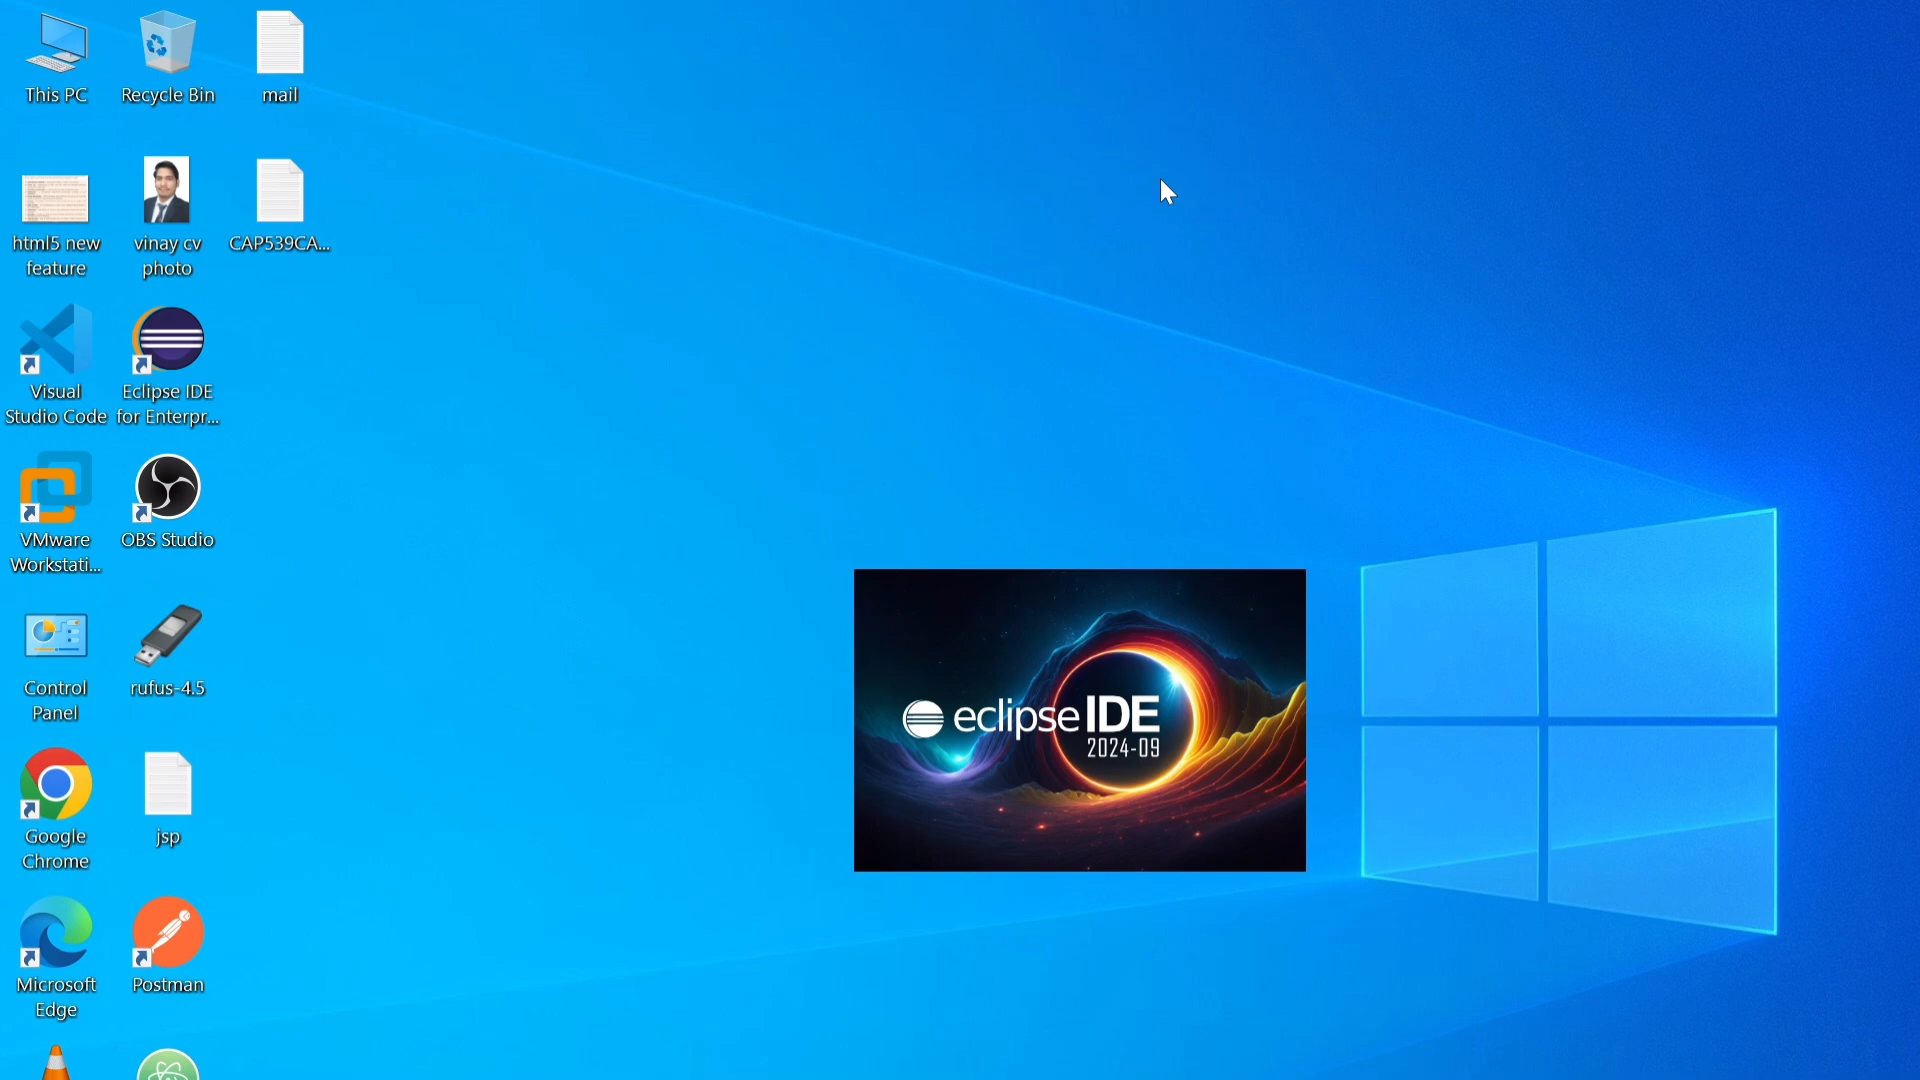 This PC
Recycle Bin
mail
html5 new
feature
vinay cv
photo
CAP539CA...
Visual
Studio Code
Eclipse IDE
for Enterpr...
VMware
Workstati...
OBS Studio
Control
Panel
rufus-4.5
Google
Chrome
jsp
Microsoft
Edge
Postman
eclipse IDE
2024-09